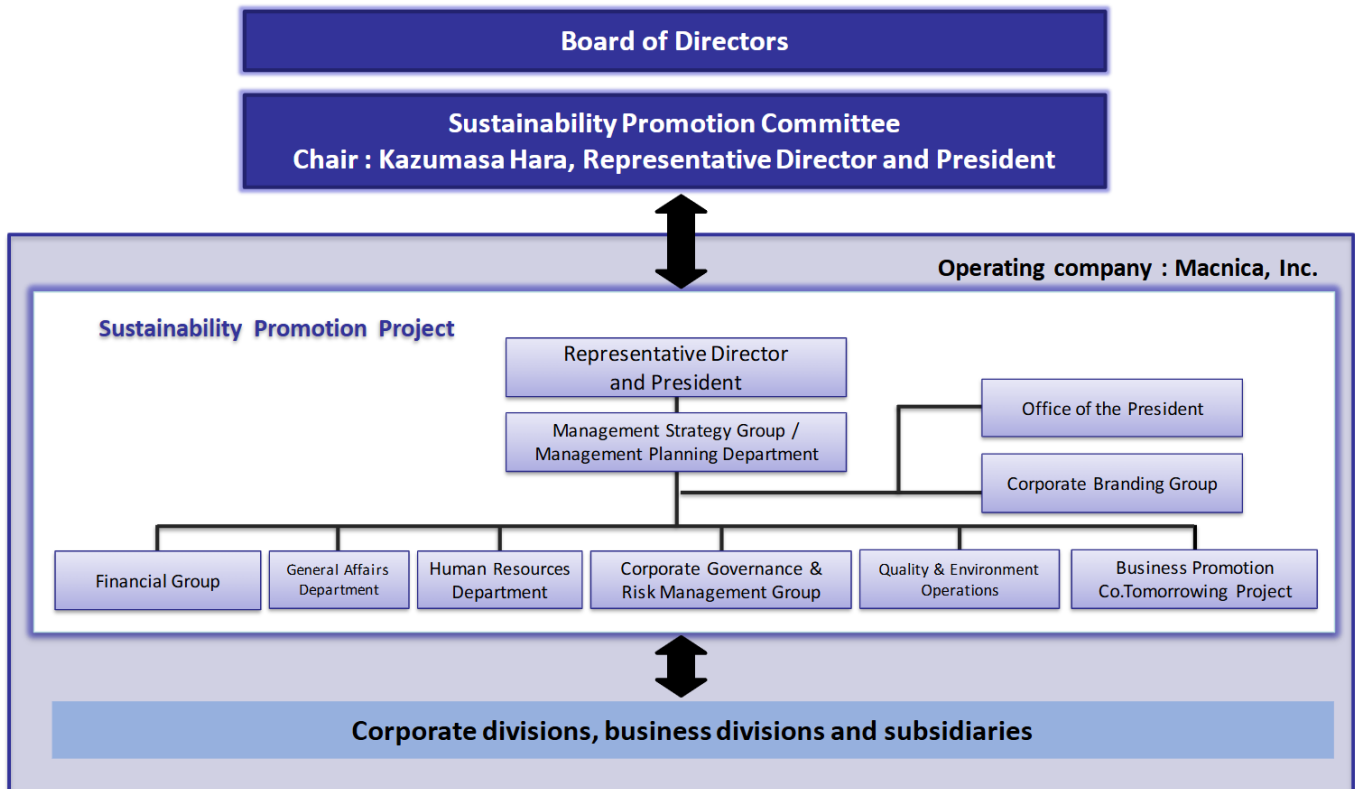 Board of Directors
Sustainability Promotion Committee
Chair : Kazumasa Hara, Representative Director and President
Operating company : Macnica, Inc.
Sustainability Promotion Project
Representative Director
and President
Management Strategy Group /
Management Planning Department
Office of the President
Corporate Branding Group
Financial Group
General Affairs
Department
Human Resources
Department
Corporate Governance &
Risk Management Group
Quality & Environment
Operations
Business Promotion
Co.Tomorrowing Project
Corporate divisions, business divisions and subsidiaries